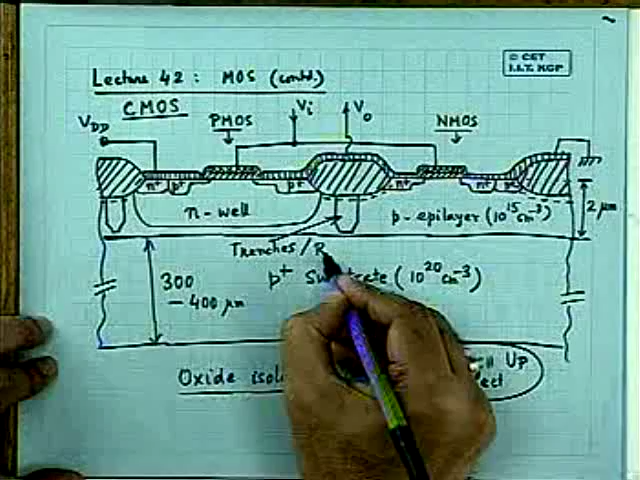 © CET
I.I.T. KGP
Lecture 42 : MOS (contd.)
CMOS
VDD
PMOS
Vi
Vo
NMOS
n+ p+ p+ n+ n+
n-well
p-epilayer (10^15 cm^-3)
2 μm
Trenches / R
300
- 400 μm
p+ Substrate (10^20 cm^-3)
Oxide isol
Up
ect